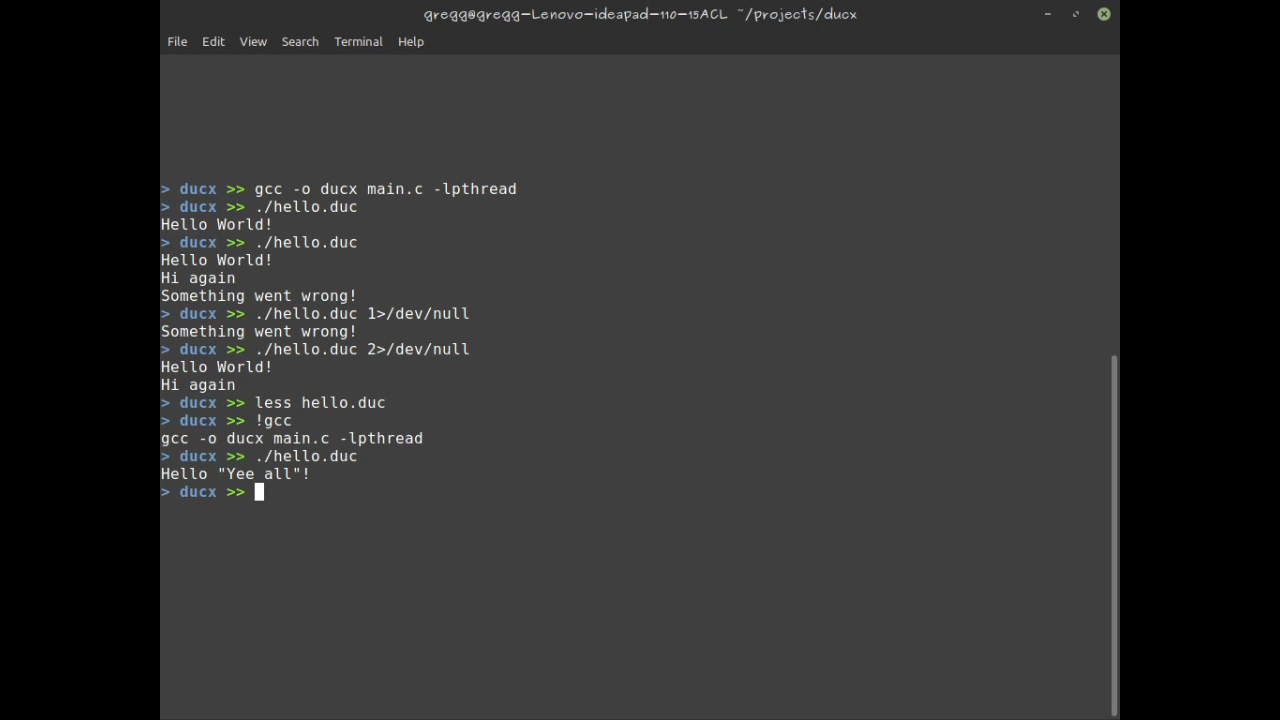 gregg@gregg-Lenovo-ideapad-110-15ACL ~/projects/ducx
File Edit View Search Terminal Help
> ducx >> gcc -o ducx main.c -lpthread
> ducx >> ./hello.duc
Hello World!
> ducx >> ./hello.duc
Hello World!
Hi again
Something went wrong!
> ducx >> ./hello.duc 1>/dev/null
Something went wrong!
> ducx >> ./hello.duc 2>/dev/null
Hello World!
Hi again
> ducx >> less hello.duc
> ducx >> !gcc
gcc -o ducx main.c -lpthread
> ducx >> ./hello.duc
Hello "Yee all"!
> ducx >>